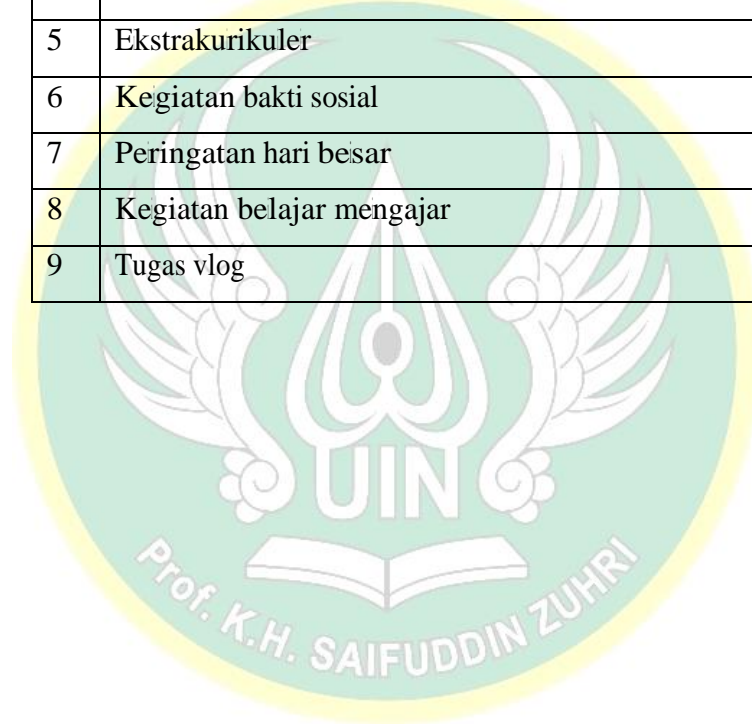 5 Ekstrakurikuler
6 Kegiatan bakti sosial
7 Peringatan hari besar
8 Kegiatan belajar mengajar
9 Tugas vlog
UIN
Prof. K.H. SAIFUDDIN ZUHRI